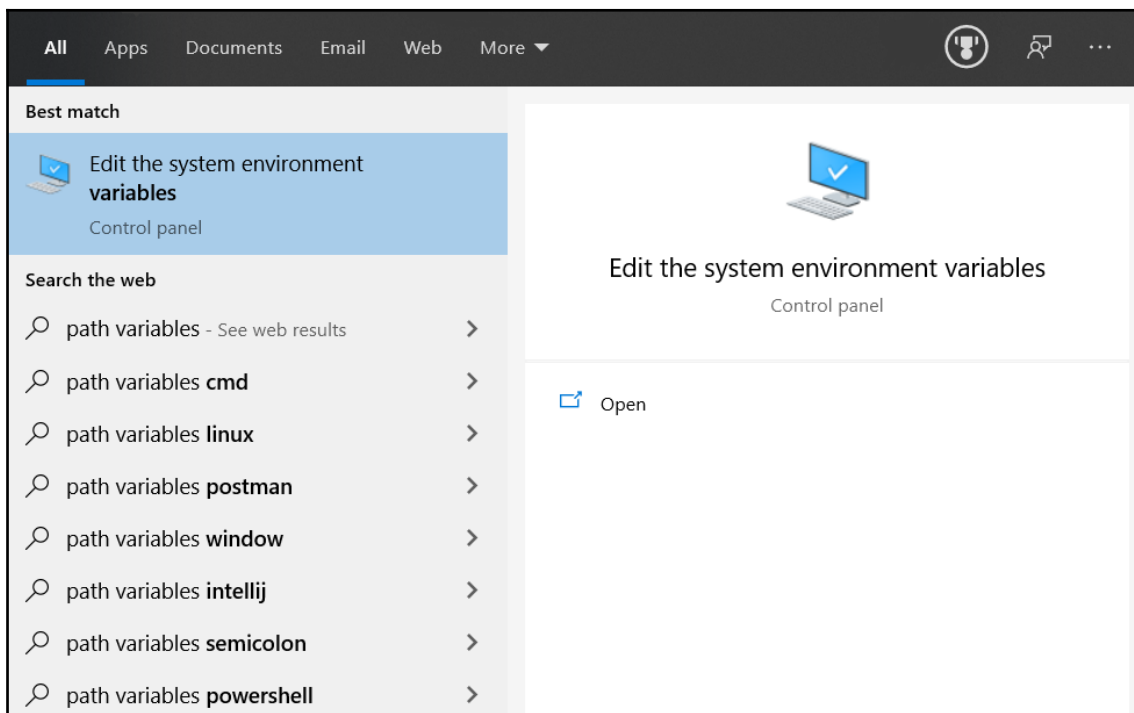 All Apps Documents Email Web More
Best match
Edit the system environment
variables
Control panel
Search the web
path variables - See web results
path variables cmd
path variables linux
path variables postman
path variables window
path variables intellij
path variables semicolon
path variables powershell
Edit the system environment variables
Control panel
Open